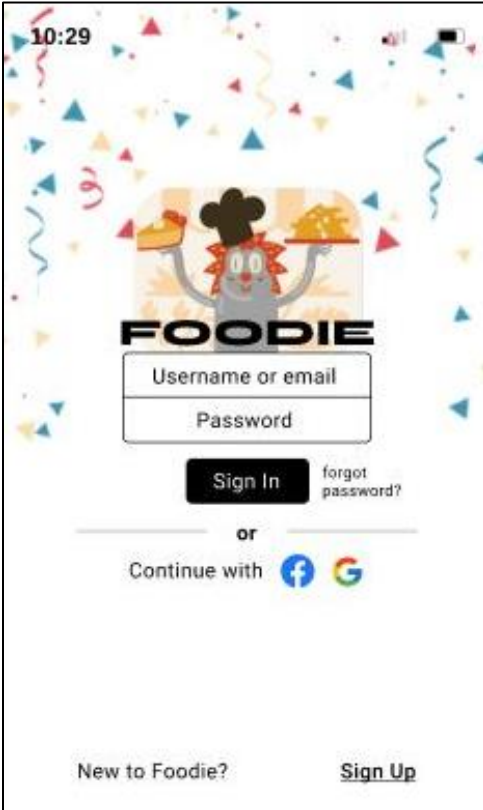 10:29
FOODIE
Username or email
Password
Sign In
forgot
password?
or
Continue with
New to Foodie?
Sign Up